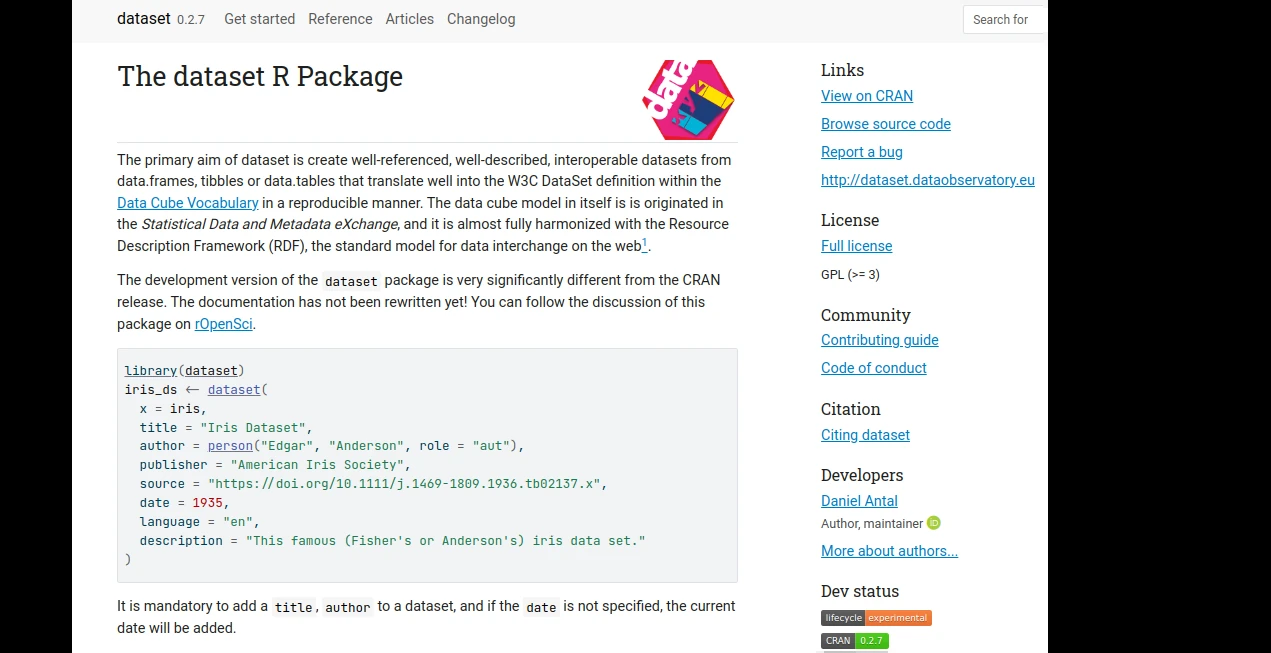 dataset 0.2.7 Get started Reference Articles Changelog Search for
The dataset R Package
data
The primary aim of dataset is create well-referenced, well-described, interoperable datasets from
data.frames, tibbles or data.tables that translate well into the W3C DataSet definition within the
Data Cube Vocabulary in a reproducible manner. The data cube model in itself is is originated in
the Statistical Data and Metadata eXchange, and it is almost fully harmonized with the Resource
Description Framework (RDF), the standard model for data interchange on the web1.
The development version of the dataset package is very significantly different from the CRAN
release. The documentation has not been rewritten yet! You can follow the discussion of this
package on rOpenSci.
library(dataset)
iris_ds <- dataset(
  x = iris,
  title = "Iris Dataset",
  author = person("Edgar", "Anderson", role = "aut"),
  publisher = "American Iris Society",
  source = "https://doi.org/10.1111/j.1469-1809.1936.tb02137.x",
  date = 1935,
  language = "en",
  description = "This famous (Fisher's or Anderson's) iris data set."
)
It is mandatory to add a title, author to a dataset, and if the date is not specified, the current
date will be added.
Links
View on CRAN
Browse source code
Report a bug
http://dataset.dataobservatory.eu
License
Full license
GPL (>= 3)
Community
Contributing guide
Code of conduct
Citation
Citing dataset
Developers
Daniel Antal
Author, maintainer iD
More about authors...
Dev status
lifecycle experimental
CRAN 0.2.7